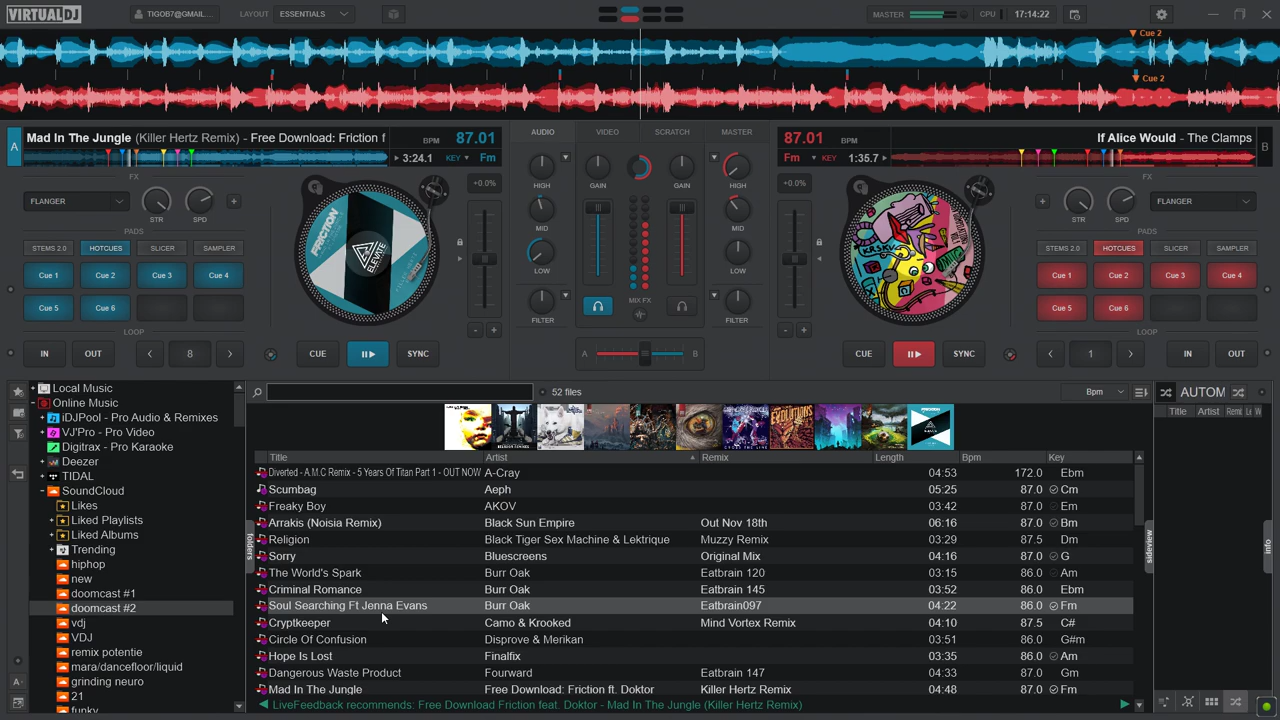 VIRTUALDJ TIGOB7@GMAIL... LAYOUT ESSENTIALS MASTER CPU 17:14:22
Cue 2
Cue 2
A Mad In The Jungle (Killer Hertz Remix) - Free Download: Friction f BPM 87.01
3:24.1 KEY Fm
AUDIO VIDEO SCRATCH MASTER
87.01 BPM If Alice Would - The Clamps B
Fm KEY 1:35.7
FX
FLANGER STR SPD +
+0.0%
HIGH GAIN GAIN HIGH
MID MID
LOW LOW
MIX FX
FILTER FILTER
A B
+0.0%
FX
+ STR SPD FLANGER
PADS
STEMS 2.0 HOTCUES SLICER SAMPLER
Cue 1 Cue 2 Cue 3 Cue 4
Cue 5 Cue 6
LOOP
IN OUT < 8 > CUE SYNC
- +
FRICTION
ELEVATE
KRSKV
PADS
STEMS 2.0 HOTCUES SLICER SAMPLER
Cue 1 Cue 2 Cue 3 Cue 4
Cue 5 Cue 6
LOOP
- +
CUE SYNC < 1 > IN OUT
Local Music
Online Music
iDJPool - Pro Audio & Remixes
VJ'Pro - Pro Video
Digitrax - Pro Karaoke
Deezer
TIDAL
SoundCloud
Likes
Liked Playlists
Liked Albums
Trending
hiphop
new
doomcast #1
doomcast #2
vdj
VDJ
remix potentie
mara/dancefloor/liquid
grinding neuro
21
funky
folders
52 files Bpm
Title Artist Remix Length Bpm Key
Diverted - A.M.C Remix - 5 Years Of Titan Part 1 - OUT NOW A-Cray 04:53 172.0 Ebm
Scumbag Aeph 05:25 87.0 Cm
Freaky Boy AKOV 03:42 87.0 Em
Arrakis (Noisia Remix) Black Sun Empire Out Nov 18th 06:16 87.0 Bm
Religion Black Tiger Sex Machine & Lektrique Muzzy Remix 03:29 87.5 Dm
Sorry Bluescreens Original Mix 04:16 87.0 G
The World's Spark Burr Oak Eatbrain 120 03:15 86.0 Am
Criminal Romance Burr Oak Eatbrain 145 03:52 86.0 Ebm
Soul Searching Ft Jenna Evans Burr Oak Eatbrain097 04:22 86.0 Fm
Cryptkeeper Camo & Krooked Mind Vortex Remix 04:10 87.5 C#
Circle Of Confusion Disprove & Merikan 03:51 86.0 G#m
Hope Is Lost Finalfix 03:35 86.0 Am
Dangerous Waste Product Fourward Eatbrain 147 04:33 86.0 Gm
Mad In The Jungle Free Download: Friction ft. Doktor Killer Hertz Remix 04:48 87.0 Fm
LiveFeedback recommends: Free Download Friction feat. Doktor - Mad In The Jungle (Killer Hertz Remix)
sideview
AUTOM
Title Artist Remi Le W
info